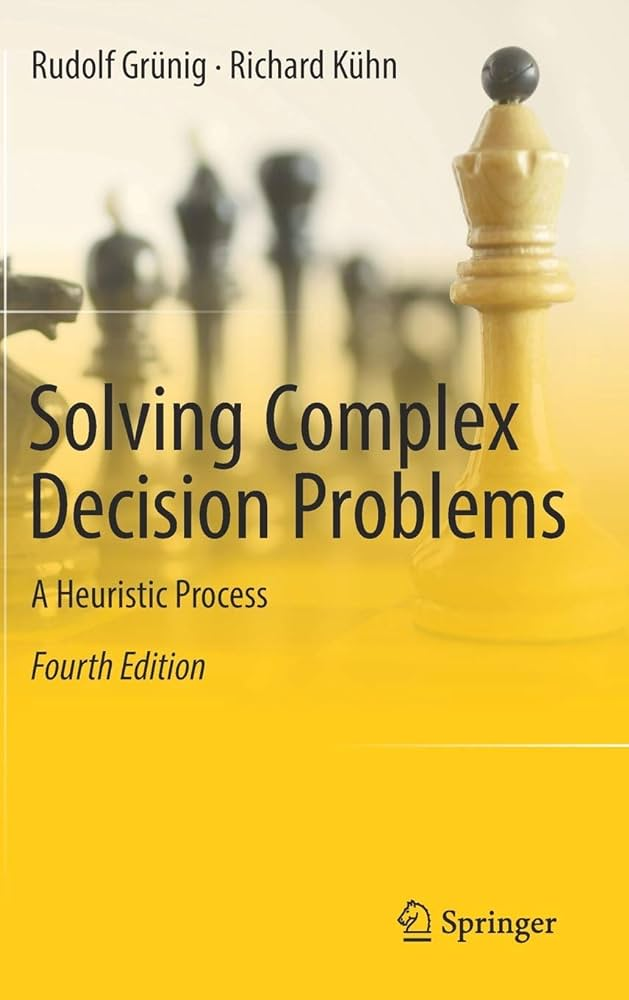 Rudolf Grünig · Richard Kühn
Solving Complex
Decision Problems
A Heuristic Process
Fourth Edition
Springer